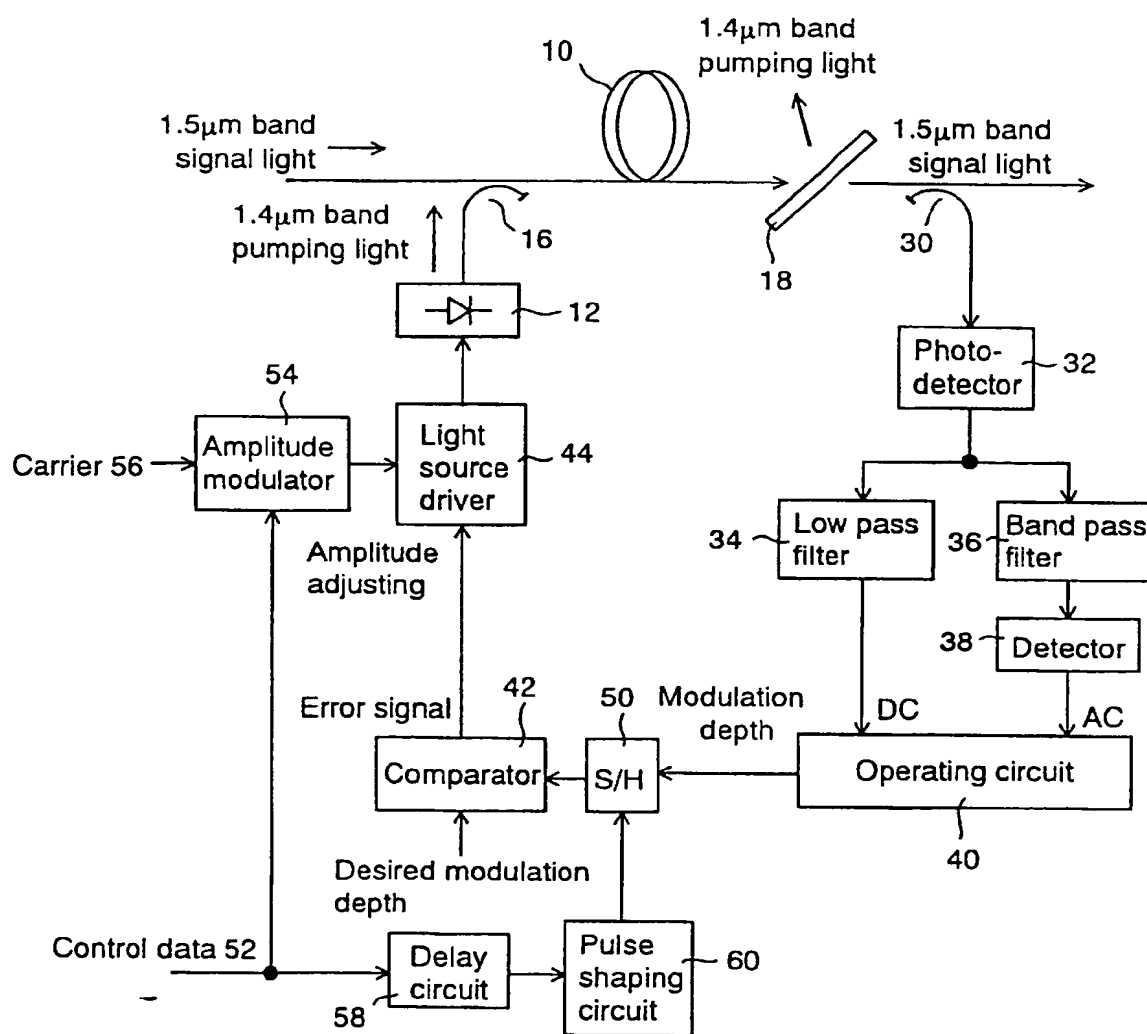 1.4μm band
pumping light
10
1.5μm band
signal light
1.5μm band
signal light
1.4μm band
pumping light
16
18
30
12
Photo-
detector
32
54
Amplitude
modulator
Light
source
driver
44
Carrier 56
34
Low pass
filter
36
Band pass
filter
Amplitude
adjusting
38
Detector
Error signal
42
50
Modulation
depth
DC
AC
Comparator
S/H
Operating circuit
40
Desired modulation
depth
Control data 52
Delay
circuit
58
Pulse
shaping
circuit
60